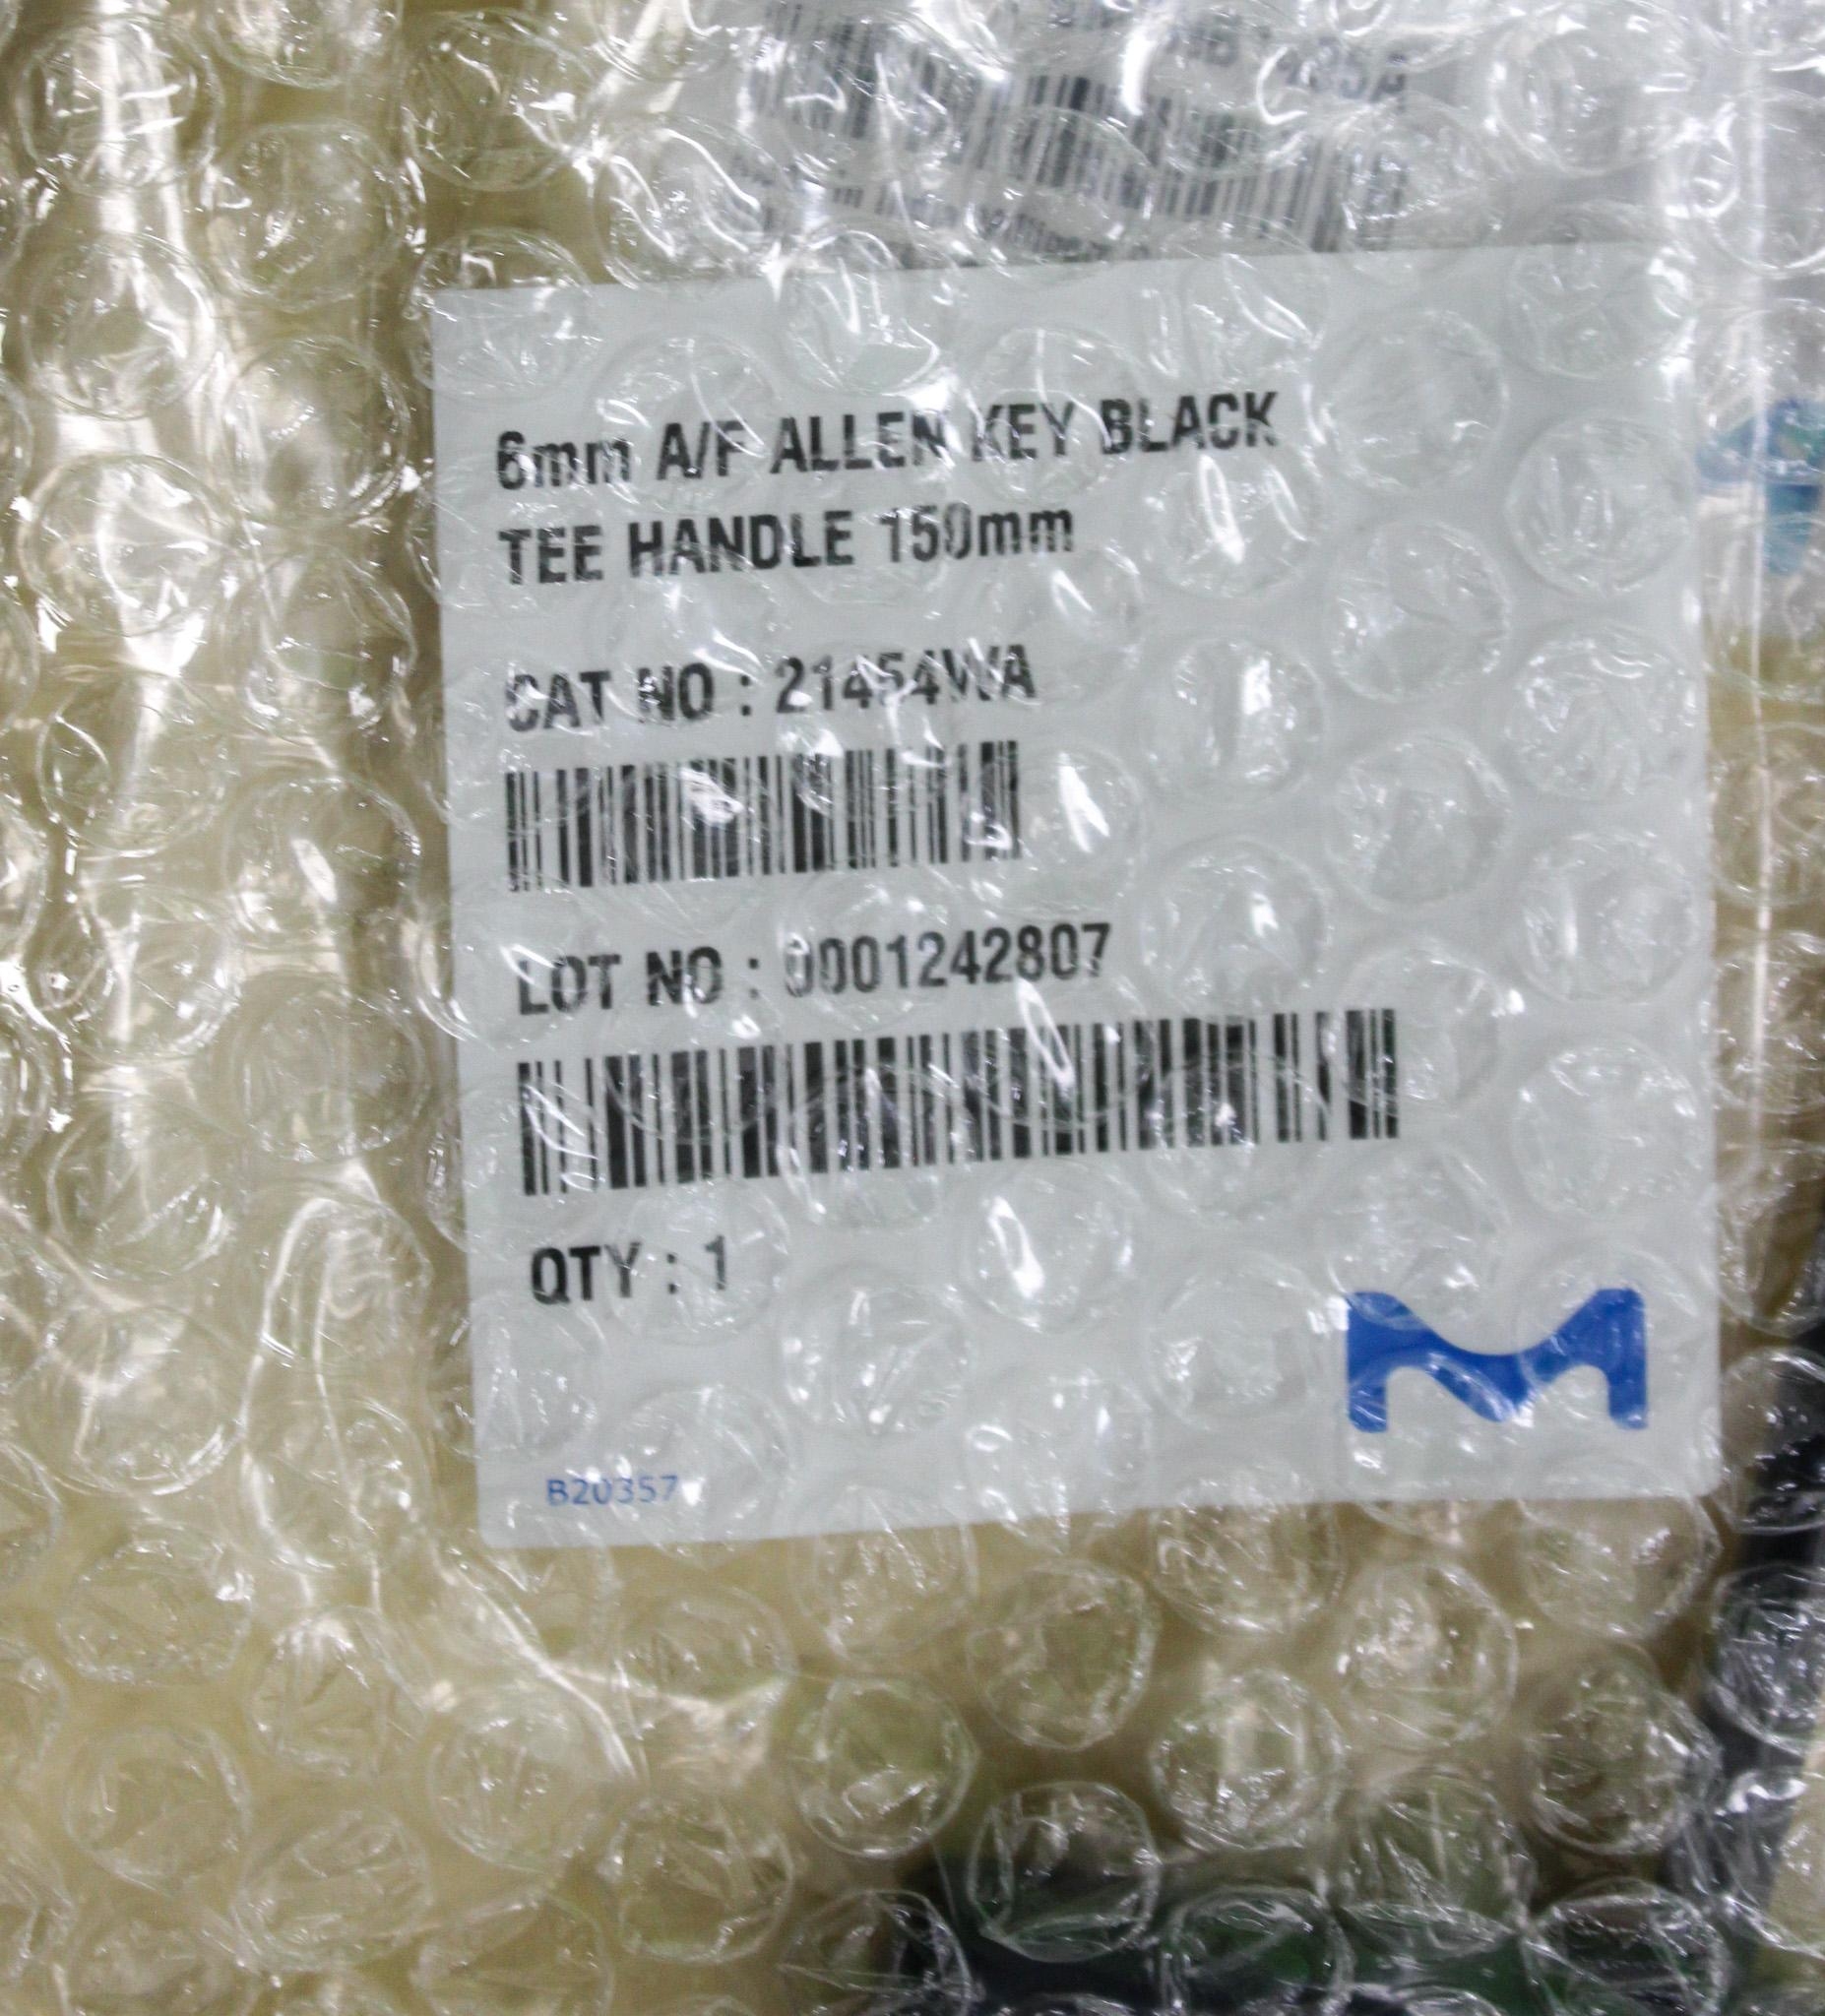 6mm A/F ALLEN KEY BLACK
TEE HANDLE 150mm
CAT NO : 21454WA
LOT NO : 0001242807
QTY : 1
B20357